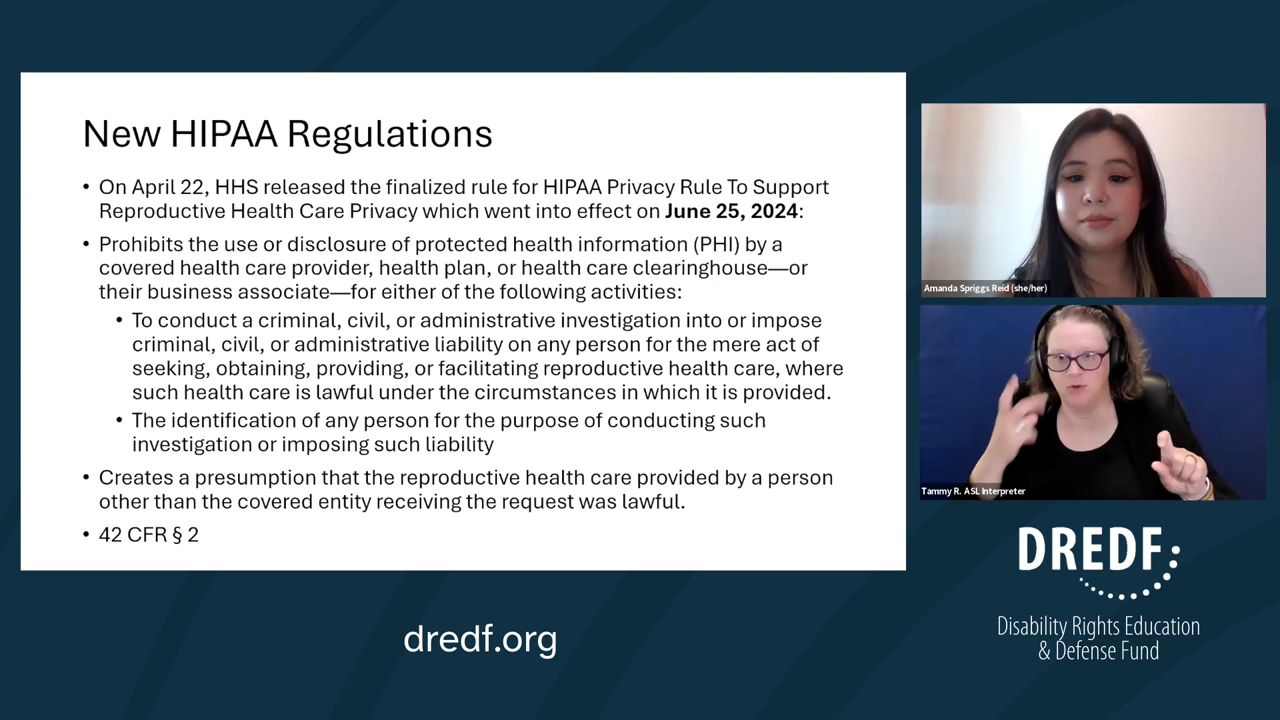 New HIPAA Regulations
• On April 22, HHS released the finalized rule for HIPAA Privacy Rule To Support
Reproductive Health Care Privacy which went into effect on June 25, 2024:
• Prohibits the use or disclosure of protected health information (PHI) by a
covered health care provider, health plan, or health care clearinghouse—or
their business associate—for either of the following activities:
• To conduct a criminal, civil, or administrative investigation into or impose
criminal, civil, or administrative liability on any person for the mere act of
seeking, obtaining, providing, or facilitating reproductive health care, where
such health care is lawful under the circumstances in which it is provided.
• The identification of any person for the purpose of conducting such
investigation or imposing such liability
• Creates a presumption that the reproductive health care provided by a person
other than the covered entity receiving the request was lawful.
• 42 CFR § 2
Amanda Spriggs Reid (she/her)
Tammy R. ASL Interpreter
DREDF
Disability Rights Education
& Defense Fund
dredf.org